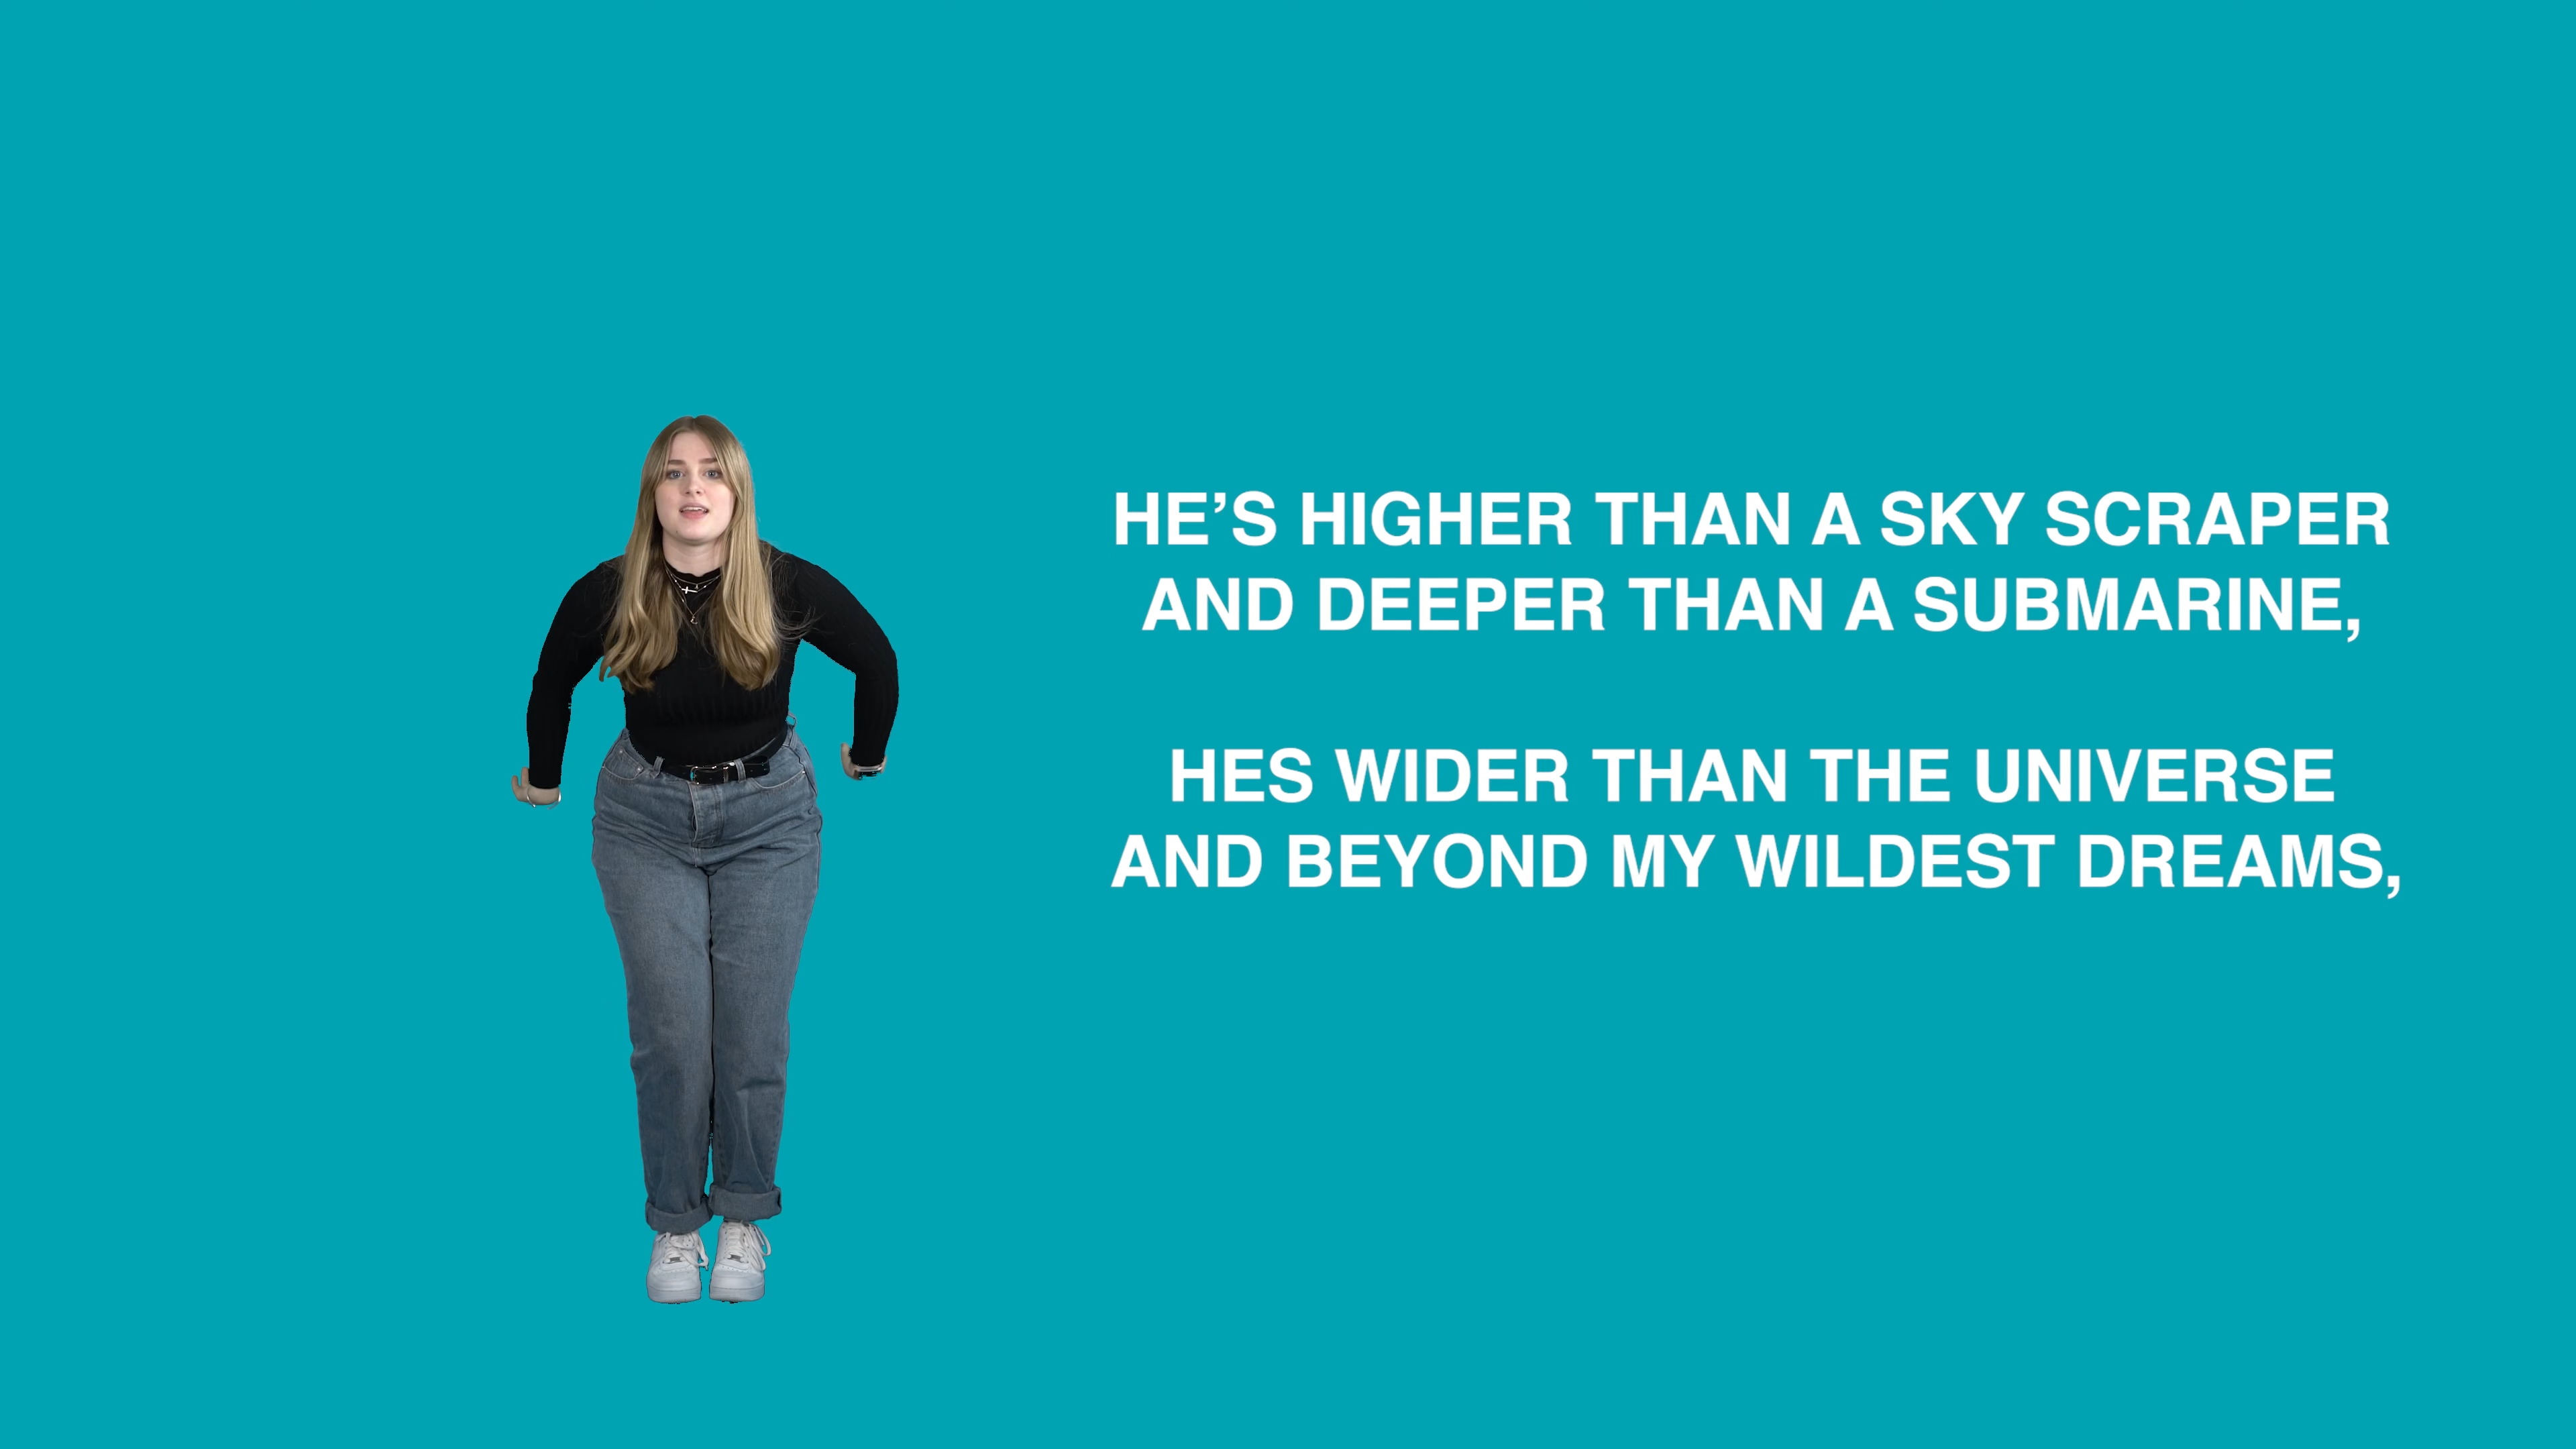 HE’S HIGHER THAN A SKY SCRAPER
AND DEEPER THAN A SUBMARINE,
HES WIDER THAN THE UNIVERSE
AND BEYOND MY WILDEST DREAMS,